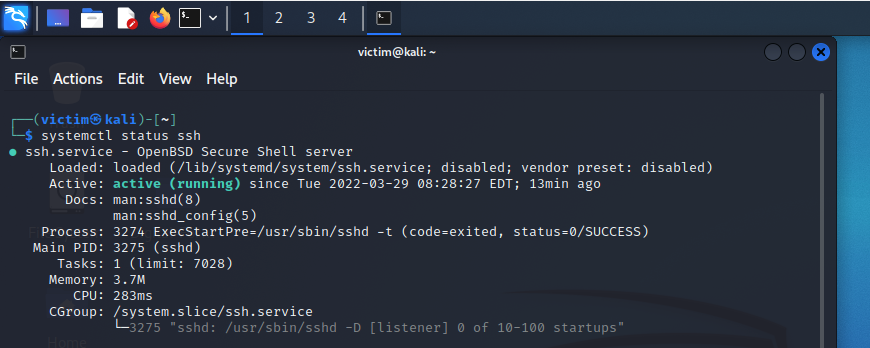 1 2 3 4
victim@kali: ~
File Actions Edit View Help
┌──(victim㉿kali)-[~]
└─$ systemctl status ssh
● ssh.service - OpenBSD Secure Shell server
Loaded: loaded (/lib/systemd/system/ssh.service; disabled; vendor preset: disabled)
Active: active (running) since Tue 2022-03-29 08:28:27 EDT; 13min ago
Docs: man:sshd(8)
man:sshd_config(5)
Process: 3274 ExecStartPre=/usr/sbin/sshd -t (code=exited, status=0/SUCCESS)
Main PID: 3275 (sshd)
Tasks: 1 (limit: 7028)
Memory: 3.7M
CPU: 283ms
CGroup: /system.slice/ssh.service
└─3275 "sshd: /usr/sbin/sshd -D [listener] 0 of 10-100 startups"
Home